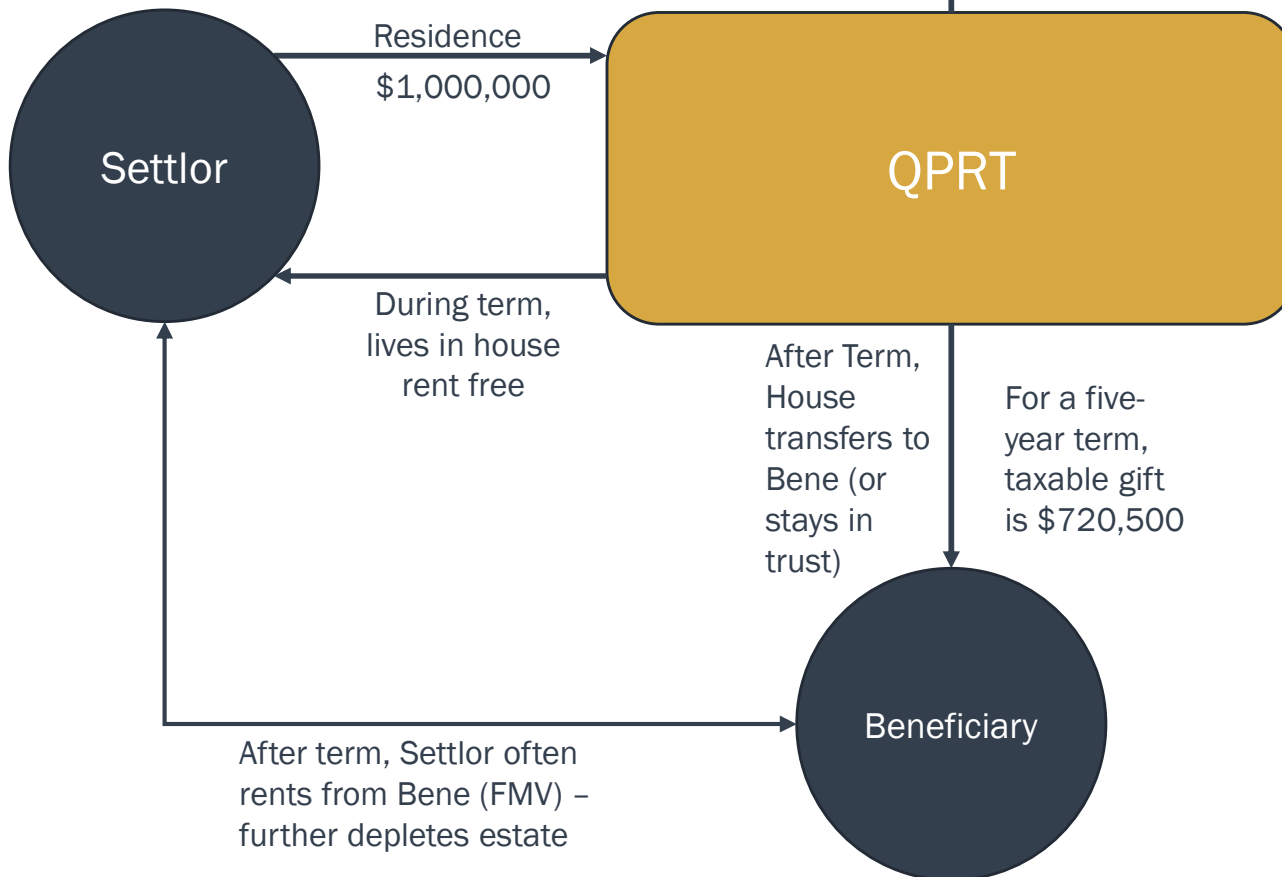 Residence
$1,000,000
Settlor
QPRT
During term,
lives in house
rent free
After Term,
House
transfers to
Bene (or
stays in
trust)
For a five-
year term,
taxable gift
is $720,500
Beneficiary
After term, Settlor often
rents from Bene (FMV) –
further depletes estate